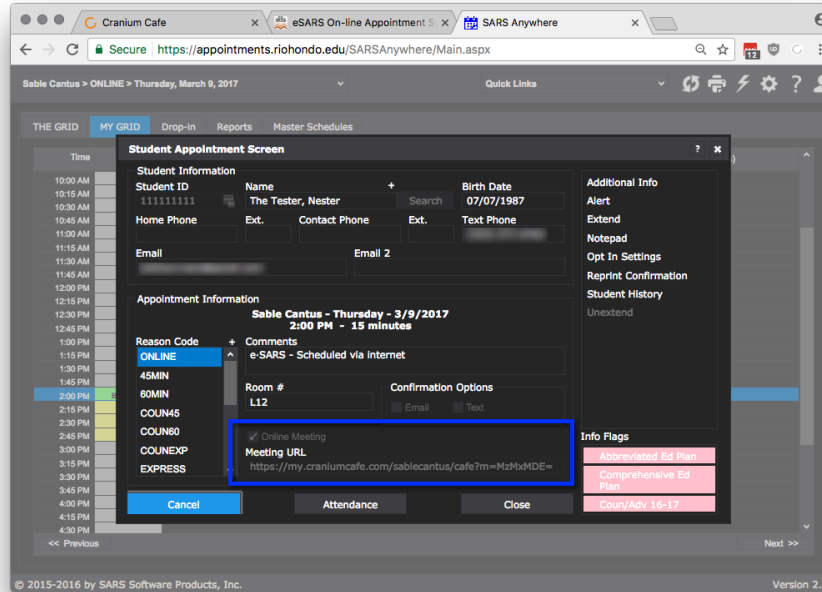 Cranium Cafe
eSARS On-line Appointment S
SARS Anywhere
Secure https://appointments.riohondo.edu/SARSAnywhere/Main.aspx
12
Sable Cantus > ONLINE > Thursday, March 9, 2017
Quick Links
THE GRID MY GRID Drop-in Reports Master Schedules
Time
Student Appointment Screen
? ×
Student Information
Student ID Name + Birth Date
111111111 The Tester, Nester Search 07/07/1987
Home Phone Ext. Contact Phone Ext. Text Phone
Email Email 2
Appointment Information
Sable Cantus - Thursday - 3/9/2017
2:00 PM - 15 minutes
Reason Code + Comments
ONLINE
45MIN
60MIN
COUN45
COUN60
COUNEXP
EXPRESS
e-SARS - Scheduled via internet
Room #
L12
Confirmation Options
Email Text
Online Meeting
Meeting URL
https://my.craniumcafe.com/sablecantus/cafe?m=MzMxMDE=
Cancel Attendance Close
Additional Info
Alert
Extend
Notepad
Opt In Settings
Reprint Confirmation
Student History
Unextend
Info Flags
Abbreviated Ed Plan
Comprehensive Ed
Plan
Coun/Adv 16-17
10:00 AM
10:15 AM
10:30 AM
10:45 AM
11:00 AM
11:15 AM
11:30 AM
11:45 AM
12:00 PM
12:15 PM
12:30 PM
12:45 PM
1:00 PM
1:15 PM
1:30 PM
1:45 PM
2:00 PM
2:15 PM
2:30 PM
2:45 PM
3:00 PM
3:15 PM
3:30 PM
3:45 PM
4:00 PM
4:15 PM
4:30 PM
<< Previous Next >>
© 2015-2016 by SARS Software Products, Inc. Version 2.